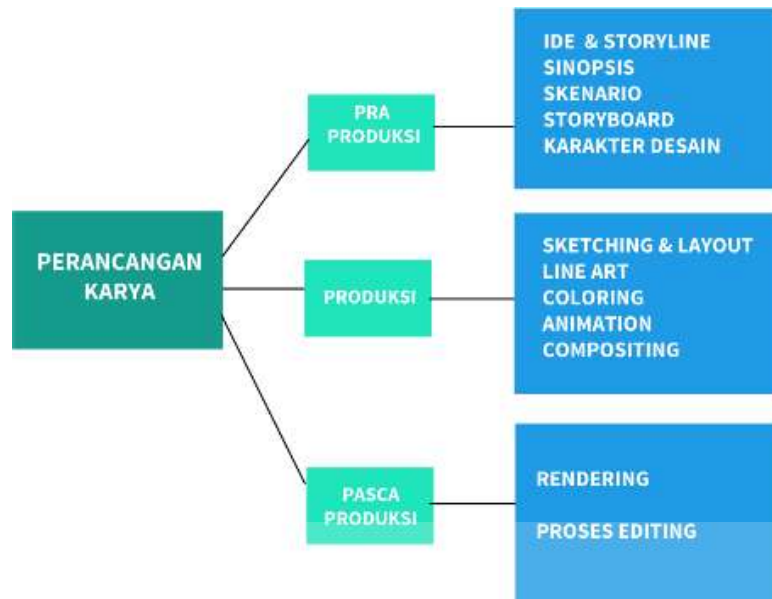 PERANCANGAN
KARYA
PRA
PRODUKSI
IDE & STORYLINE
SINOPSIS
SKENARIO
STORYBOARD
KARAKTER DESAIN
PRODUKSI
SKETCHING & LAYOUT
LINE ART
COLORING
ANIMATION
COMPOSITING
PASCA
PRODUKSI
RENDERING
PROSES EDITING